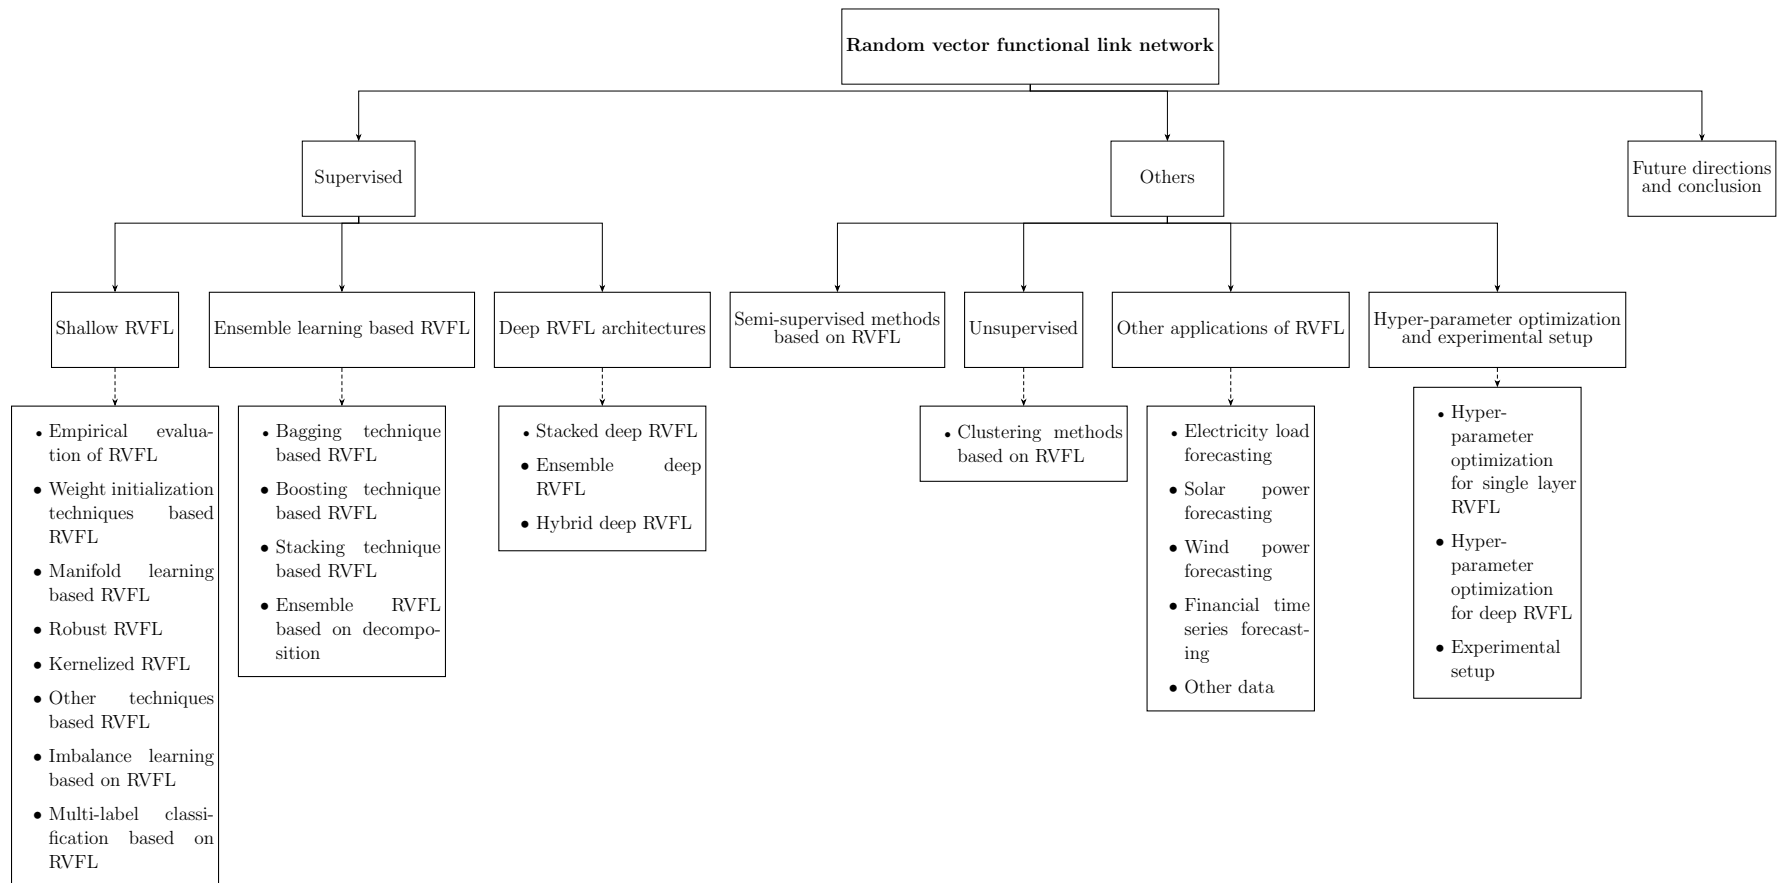 Random vector functional link network
Supervised
Others
Future directions
and conclusion
Shallow RVFL
Ensemble learning based RVFL
Deep RVFL architectures
Semi-supervised methods
based on RVFL
Unsupervised
Other applications of RVFL
Hyper-parameter optimization
and experimental setup
• Empirical evalua-
tion of RVFL
• Weight initialization
techniques based
RVFL
• Manifold learning
based RVFL
• Robust RVFL
• Kernelized RVFL
• Other techniques
based RVFL
• Imbalance learning
based on RVFL
• Multi-label classi-
fication based on
RVFL
• Bagging technique
based RVFL
• Boosting technique
based RVFL
• Stacking technique
based RVFL
• Ensemble RVFL
based on decompo-
sition
• Stacked deep RVFL
• Ensemble deep
RVFL
• Hybrid deep RVFL
• Clustering methods
based on RVFL
• Electricity load
forecasting
• Solar power
forecasting
• Wind power
forecasting
• Financial time
series forecast-
ing
• Other data
• Hyper-
parameter
optimization
for single layer
RVFL
• Hyper-
parameter
optimization
for deep RVFL
• Experimental
setup